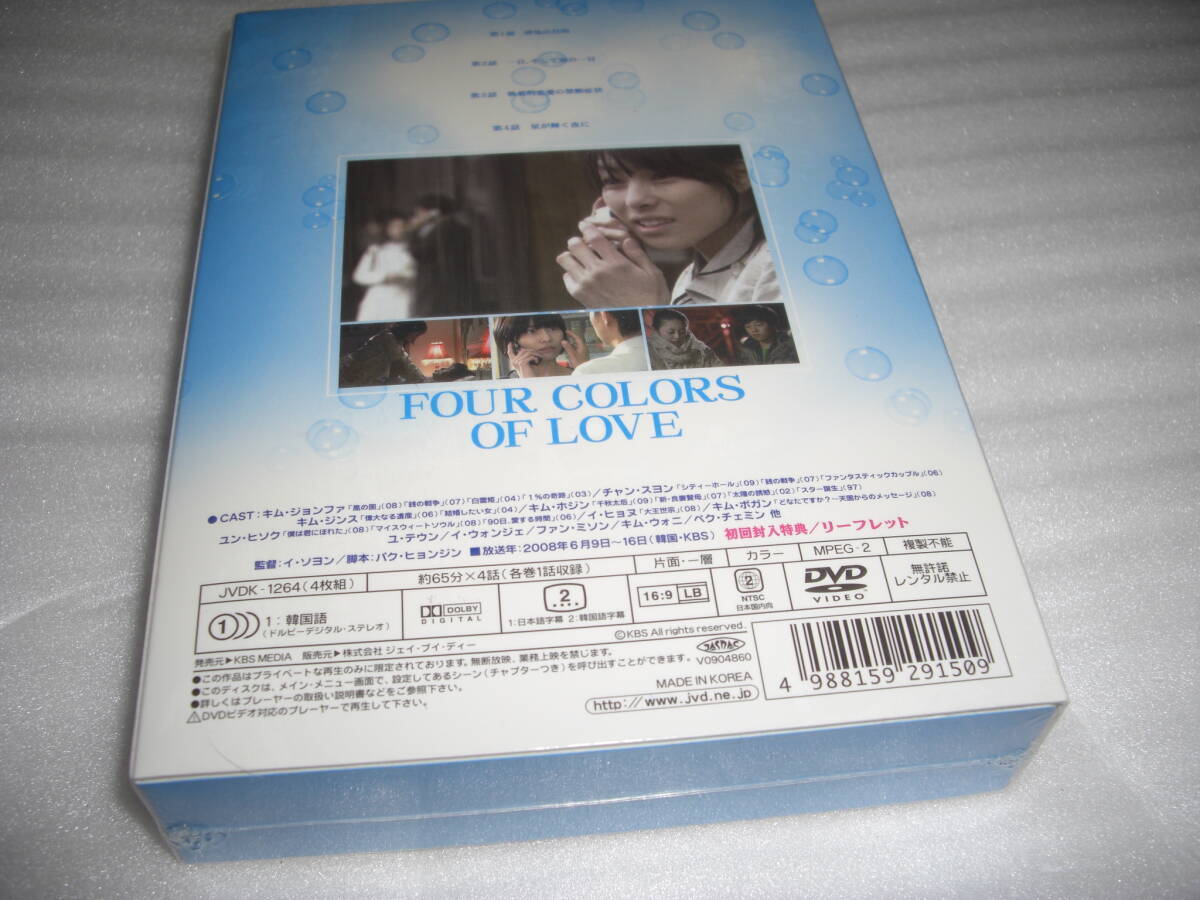 第1話
第2話 一日、そして他の一日
第3話 の禁断症状
第4話 星が輝く夜に
FOUR COLORS
OF LOVE
●CAST:キム・ジョンファ「風の国」(08)「銭の戦争」(07)「白雪姫」(04)「1%の奇跡」(03)/チャン・スヨン「シティーホール」(09)「銭の戦争」(07)「ファンタスティックカップル」(06)
キム・ジンス「偉大なる遺産」(06)「結婚したい女」(04)/キム・ホジン「千秋太后」(09)「新・良妻賢母」(07)「太陽の誘惑」(02)「スター誕生」(97)
ユン・ヒソク「僕は君にほれた」(08)「マイスウィートソウル」(08)「90日、愛する時間」(06)/イ・ヒョヌ「大王世宗」(08)/キム・ボガン「どなたですか?―天国からのメッセージ」(08)
ユ・テウン/イ・ウォンジェ/ファン・ミソン/キム・ウォニ/ペク・チェミン 他
監督:イ・ソヨン/脚本:パク・ヒョンジン ■放送年:2008年6月9日〜16日(韓国・KBS) 初回封入特典/リーフレット
JVDK-1264(4枚組) 約65分×4話(各巻1話収録) 片面・一層 カラー MPEG-2 複製不能
1)) 1:韓国語
(ドルビーデジタル・ステレオ)
DOLBY
DIGITAL
2
1:日本語字幕 2:韓国語字幕
16:9 LB
2
NTSC
日本国内向
DVD
VIDEO
無許諾
レンタル禁止
発売元▶KBS MEDIA 販売元▶株式会社 ジェイ・ブイ・ディー
©KBS All rights reserved.
●この作品はプライベートな再生のみに限定されております。無断放映、業務上映を禁じます。
●このディスクは、メイン・メニュー画面で、設定してあるシーン(チャプターつき)を呼び出すことができます。
●詳しくはプレーヤーの取扱い説明書などをご参照下さい。
⚠DVDビデオ対応のプレーヤーで再生して下さい。
JASRAC
V0904860
MADE IN KOREA
http://www.jvd.ne.jp/
4 988159 291509